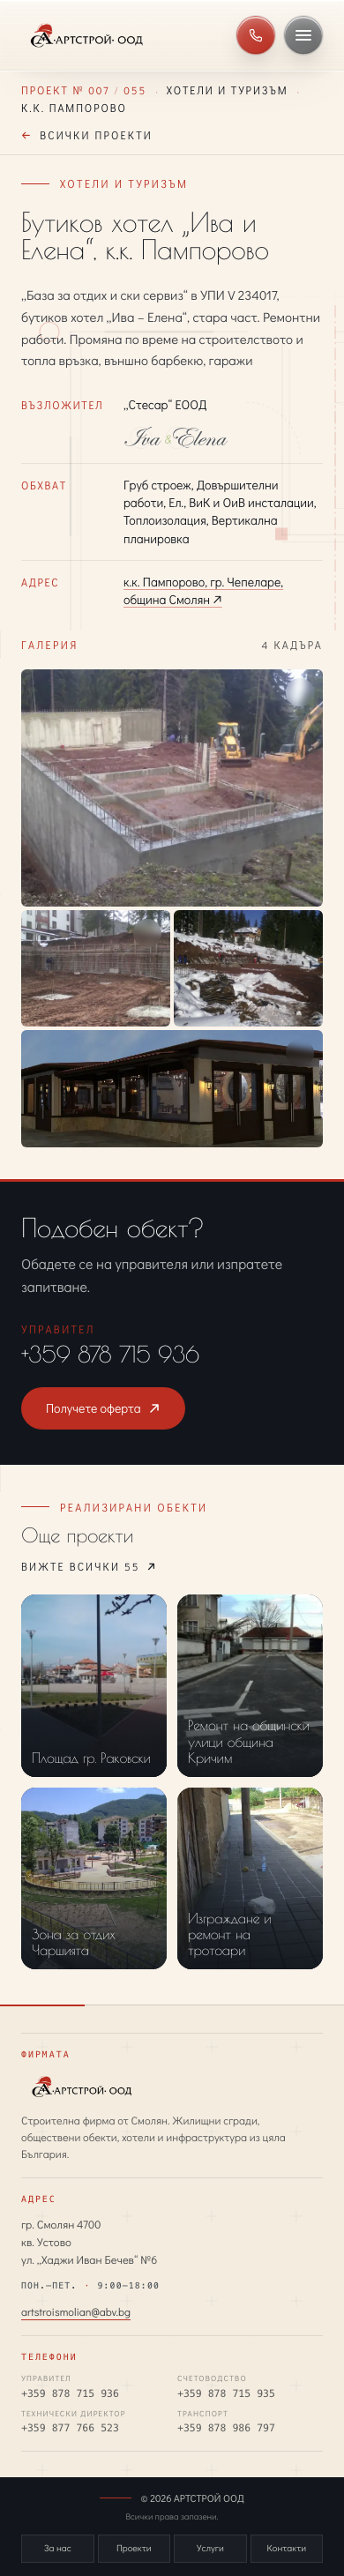 АРТСТРОЙ· ООД
ПРОЕКТ № 007 / 055 · ХОТЕЛИ И ТУРИЗЪМ ·
К.К. ПАМПОРОВО
← ВСИЧКИ ПРОЕКТИ
ХОТЕЛИ И ТУРИЗЪМ
Бутиков хотел „Ива и
Елена“, к.к. Пампорово
„База за отдих и ски сервиз“ в УПИ V 234017,
бутиков хотел „Ива – Елена“, стара част. Ремонтни
работи. Промяна по време на строителството и
топла връзка, външно барбекю, гаражи
ВЪЗЛОЖИТЕЛ
„Стесар“ ЕООД
Iva & Elena
ОБХВАТ
Груб строеж, Довършителни
работи, Ел., ВиК и ОиВ инсталации,
Топлоизолация, Вертикална
планировка
АДРЕС
к.к. Пампорово, гр. Чепеларе,
община Смолян ↗
ГАЛЕРИЯ
4 КАДЪРА
Подобен обект?
Обадете се на управителя или изпратете
запитване.
УПРАВИТЕЛ
+359 878 715 936
Получете оферта ↗
РЕАЛИЗИРАНИ ОБЕКТИ
Още проекти
ВИЖТЕ ВСИЧКИ 55 ↗
Площад гр. Раковски
Ремонт на общински
улици община
Кричим
Зона за отдих
Чаршията
Изграждане и
ремонт на
тротоари
ФИРМАТА
АРТСТРОЙ· ООД
Строителна фирма от Смолян. Жилищни сгради,
обществени обекти, хотели и инфраструктура из цяла
България.
АДРЕС
гр. Смолян 4700
кв. Устово
ул. „Хаджи Иван Бечев“ №6
ПОН.–ПЕТ. · 9:00–18:00
artstroismolian@abv.bg
ТЕЛЕФОНИ
УПРАВИТЕЛ
+359 878 715 936
СЧЕТОВОДСТВО
+359 878 715 935
ТЕХНИЧЕСКИ ДИРЕКТОР
+359 877 766 523
ТРАНСПОРТ
+359 878 986 797
© 2026 АРТСТРОЙ ООД
Всички права запазени.
За нас
Проекти
Услуги
Контакти